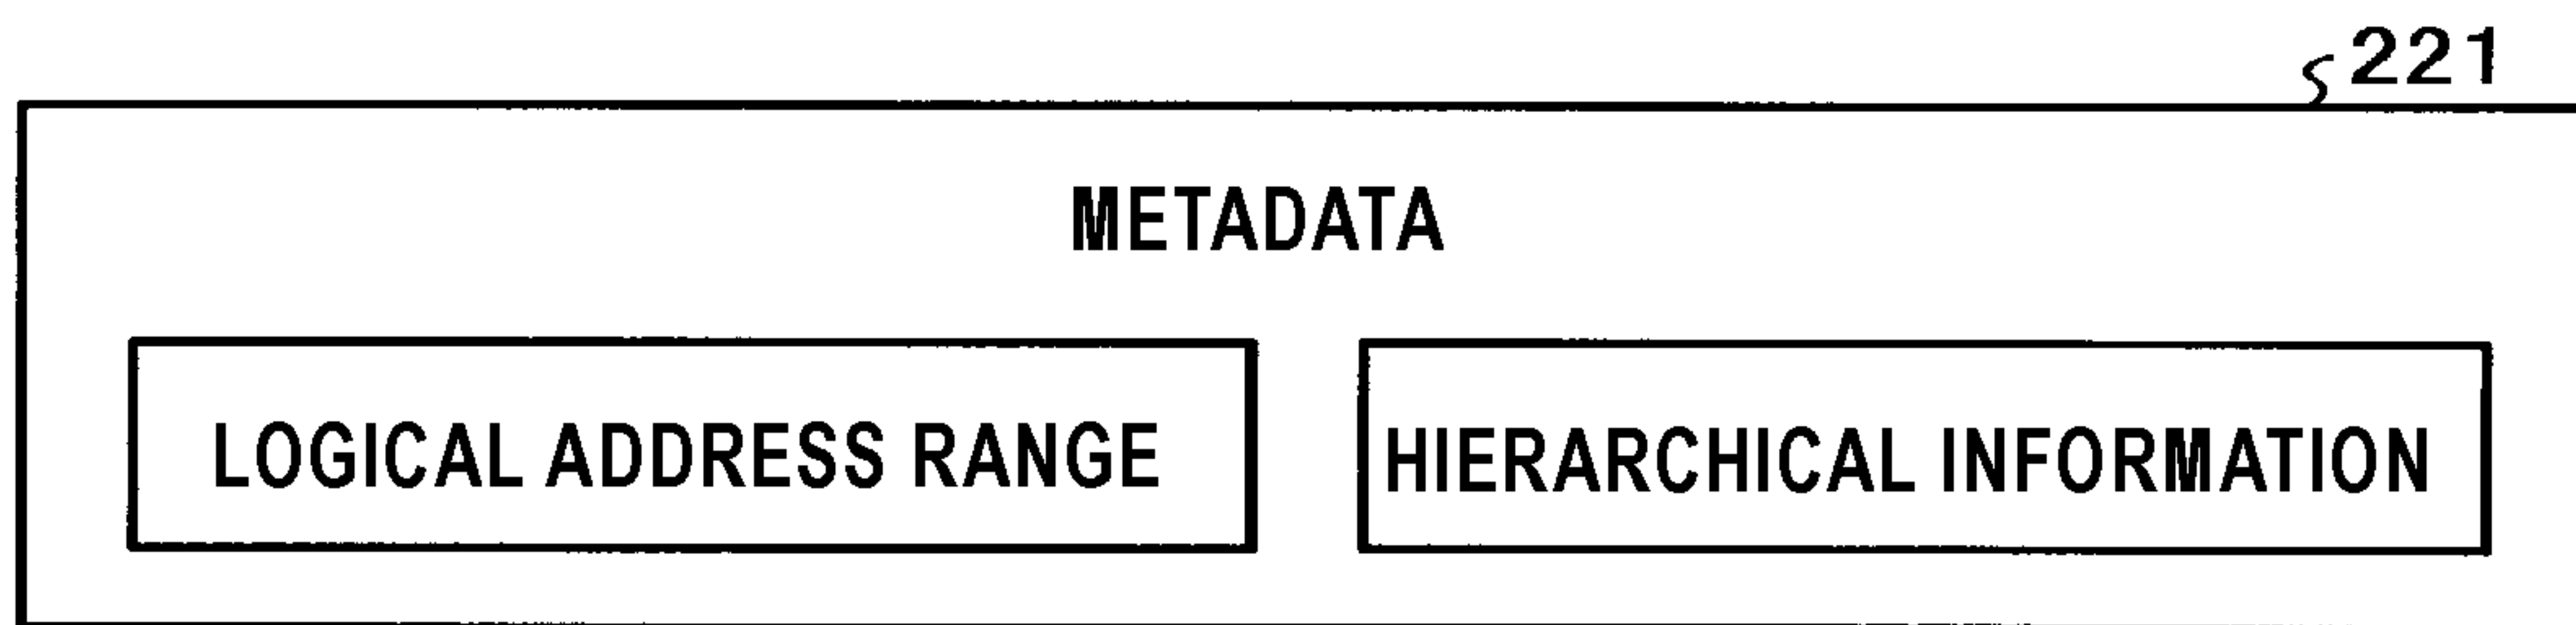 221
METADATA
LOGICAL ADDRESS RANGE
HIERARCHICAL INFORMATION